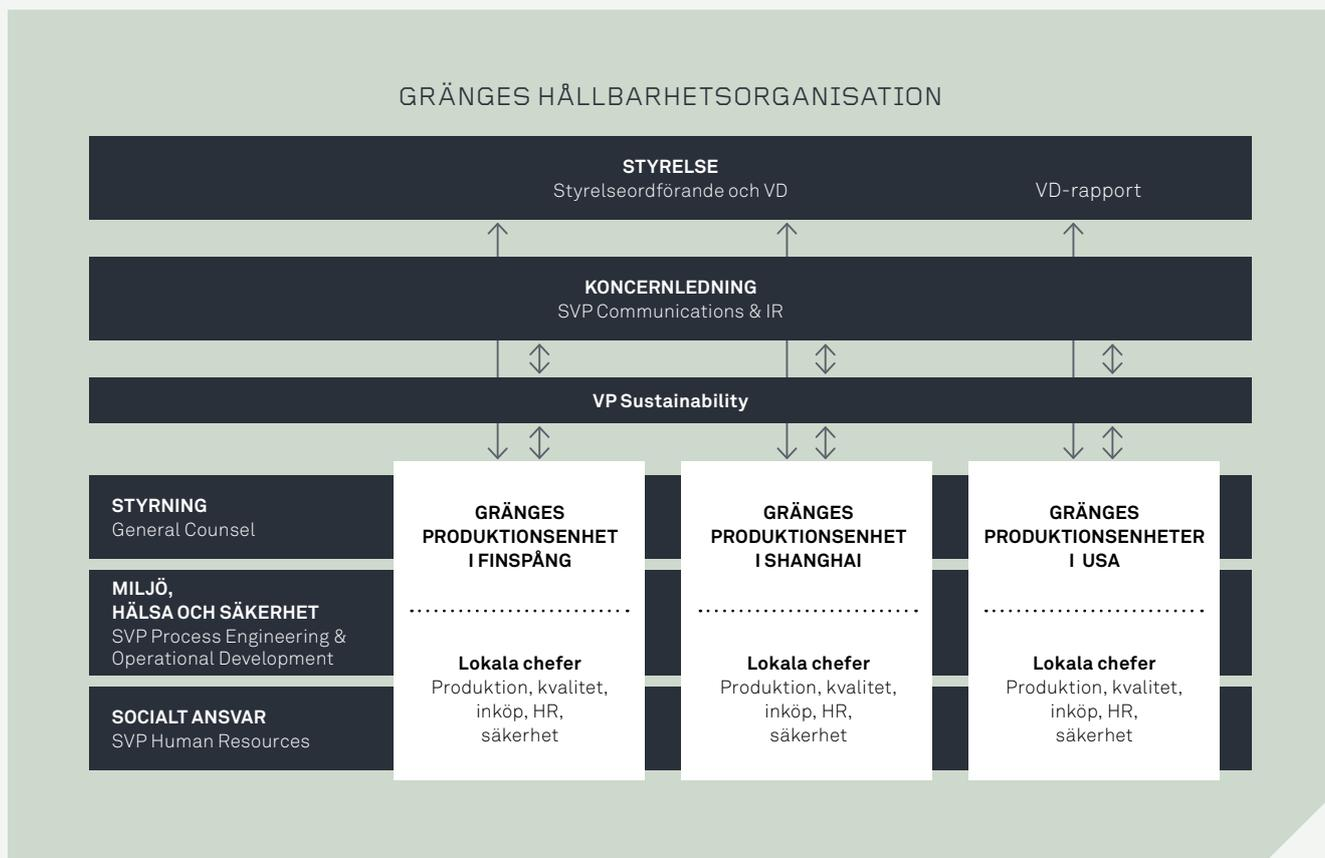 GRÄNGES HÅLLBARHETSORGANISATION
STYRELSE
Styrelseordförande och VD
VD-rapport
KONCERNLEDNING
SVP Communications & IR
VP Sustainability
STYRNING
General Counsel
MILJÖ,
HÄLSA OCH SÄKERHET
SVP Process Engineering &
Operational Development
SOCIALT ANSVAR
SVP Human Resources
GRÄNGES
PRODUKTIONSENHET
I FINSPÅNG
Lokala chefer
Produktion, kvalitet,
inköp, HR,
säkerhet
GRÄNGES
PRODUKTIONSENHET
I SHANGHAI
Lokala chefer
Produktion, kvalitet,
inköp, HR,
säkerhet
GRÄNGES
PRODUKTIONSENHETER
I USA
Lokala chefer
Produktion, kvalitet,
inköp, HR,
säkerhet